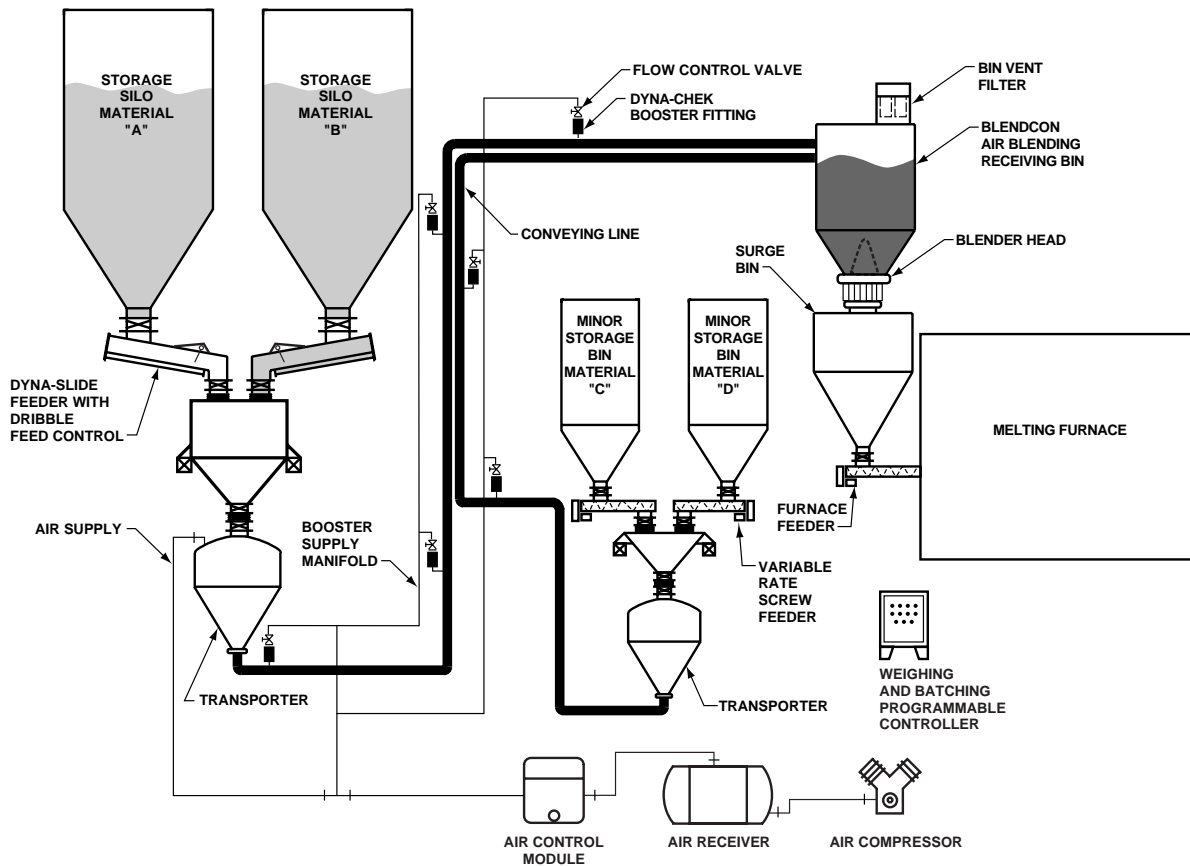 STORAGE
SILO
MATERIAL
"A"
STORAGE
SILO
MATERIAL
"B"
FLOW CONTROL VALVE
DYNA-CHEK
BOOSTER FITTING
BIN VENT
FILTER
BLENDCON
AIR BLENDING
RECEIVING BIN
CONVEYING LINE
SURGE
BIN
BLENDER HEAD
MINOR
STORAGE
BIN
MATERIAL
"C"
MINOR
STORAGE
BIN
MATERIAL
"D"
DYNA-SLIDE
FEEDER WITH
DRIBBLE
FEED CONTROL
MELTING FURNACE
AIR SUPPLY
BOOSTER
SUPPLY
MANIFOLD
FURNACE
FEEDER
VARIABLE
RATE
SCREW
FEEDER
TRANSPORTER
TRANSPORTER
WEIGHING
AND BATCHING
PROGRAMMABLE
CONTROLLER
AIR CONTROL
MODULE
AIR RECEIVER
AIR COMPRESSOR